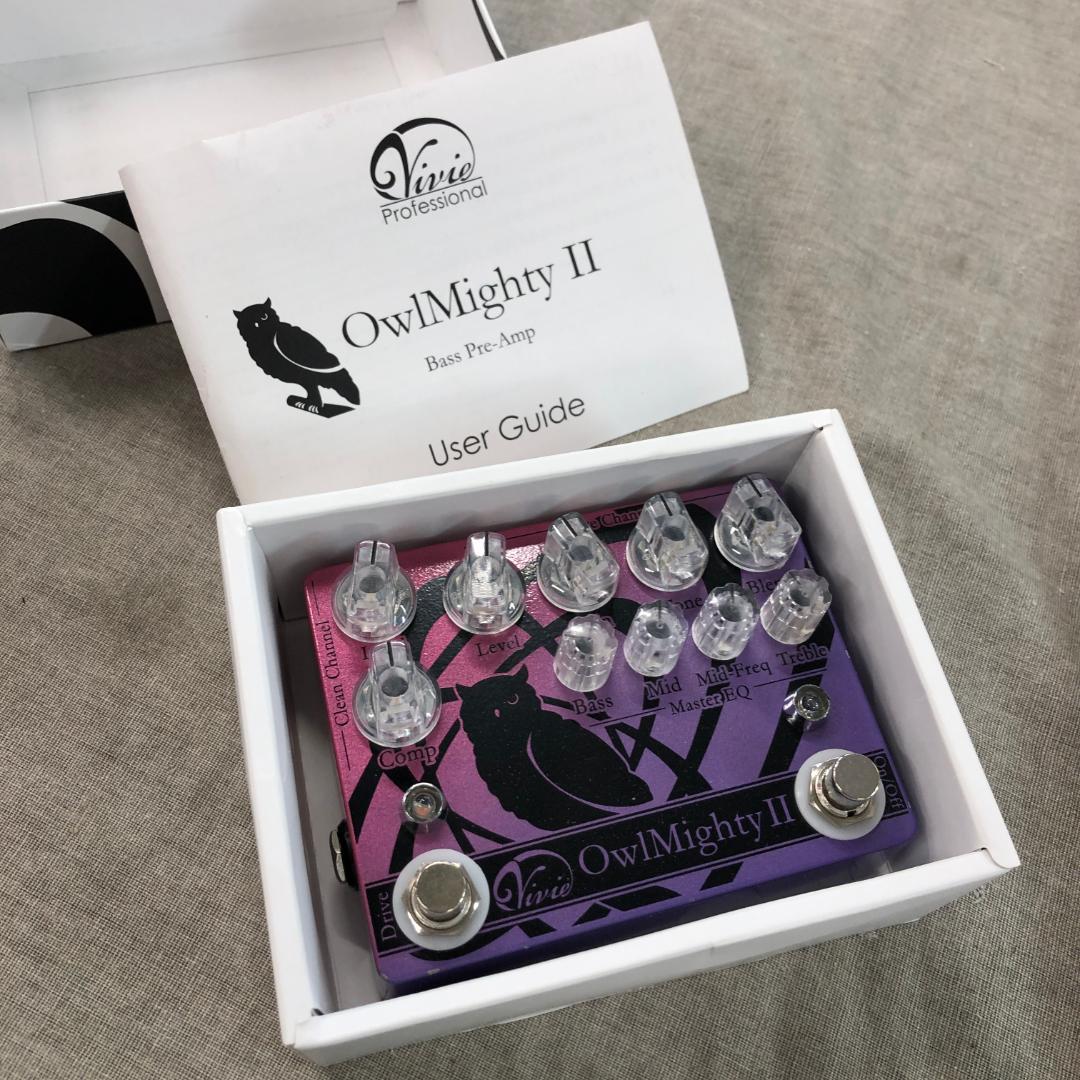 Vivie
Professional
OwlMighty II
Bass Pre-Amp
User Guide
Clean Channel
Level
Comp
Bass
Mid
Mid-Freq
Treble
Master EQ
On/Off
Drive
Vivie
OwlMighty II